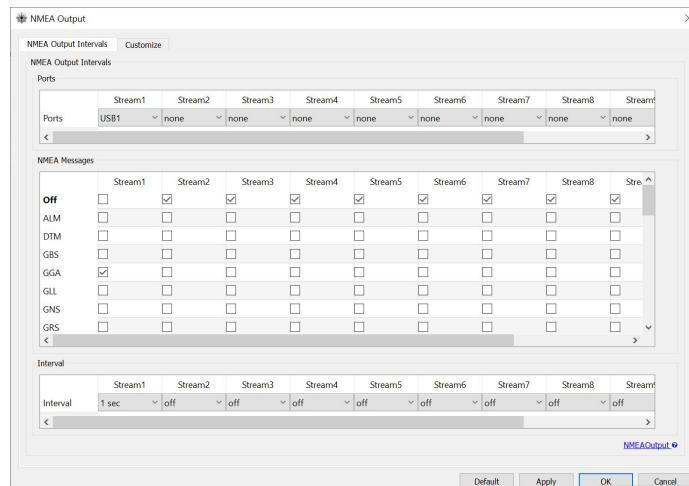 NMEA Output
NMEA Output Intervals Customize
NMEA Output Intervals
Ports
Stream1 Stream2 Stream3 Stream4 Stream5 Stream6 Stream7 Stream8 Stream9
Ports USB1 none none none none none none none none
NMEA Messages
Stream1 Stream2 Stream3 Stream4 Stream5 Stream6 Stream7 Stream8 Stre
Off
ALM
DTM
GBS
GGA
GLL
GNS
GRS
Interval
Stream1 Stream2 Stream3 Stream4 Stream5 Stream6 Stream7 Stream8 Stream9
Interval 1 sec off off off off off off off off
NMEAOutput
Default Apply OK Cancel